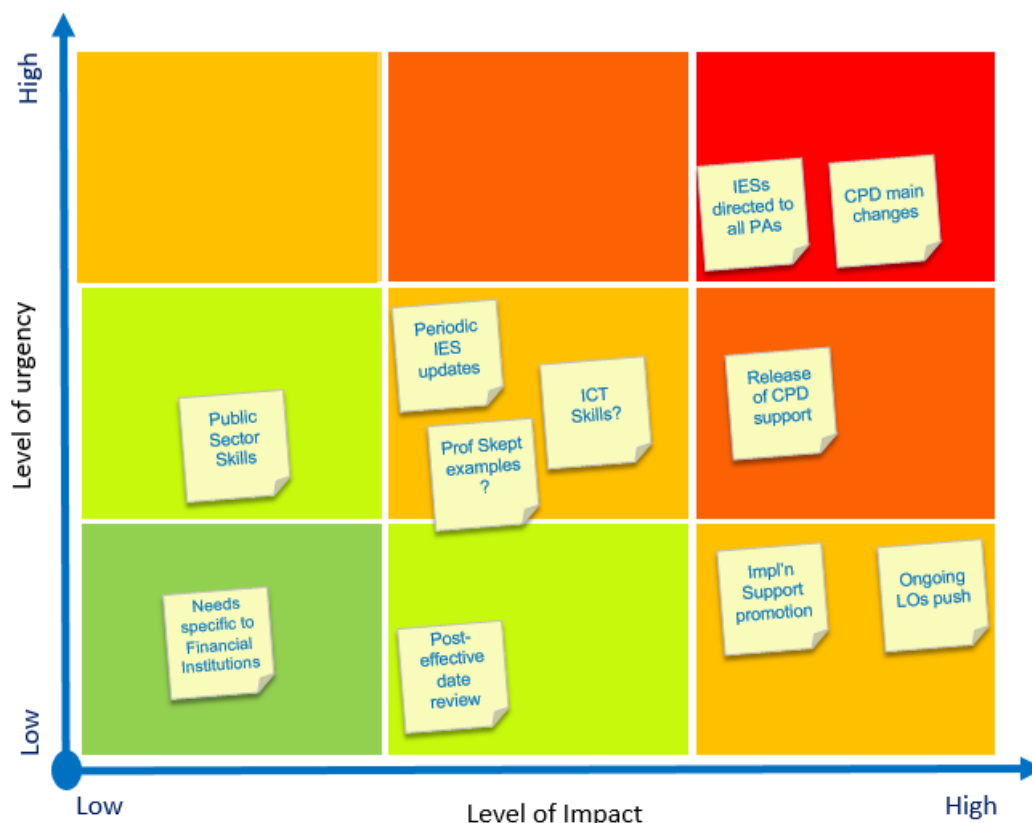 High
IESs
directed to
all PAs
CPD main
changes
Level of urgency
Periodic
IES
updates
ICT
Skills?
Release
of CPD
support
Public
Sector
Skills
Prof Skept
examples
?
Needs
specific to
Financial
Institutions
Post-
effective
date
review
Impl'n
Support
promotion
Ongoing
LOs push
Low
Low
Level of Impact
High